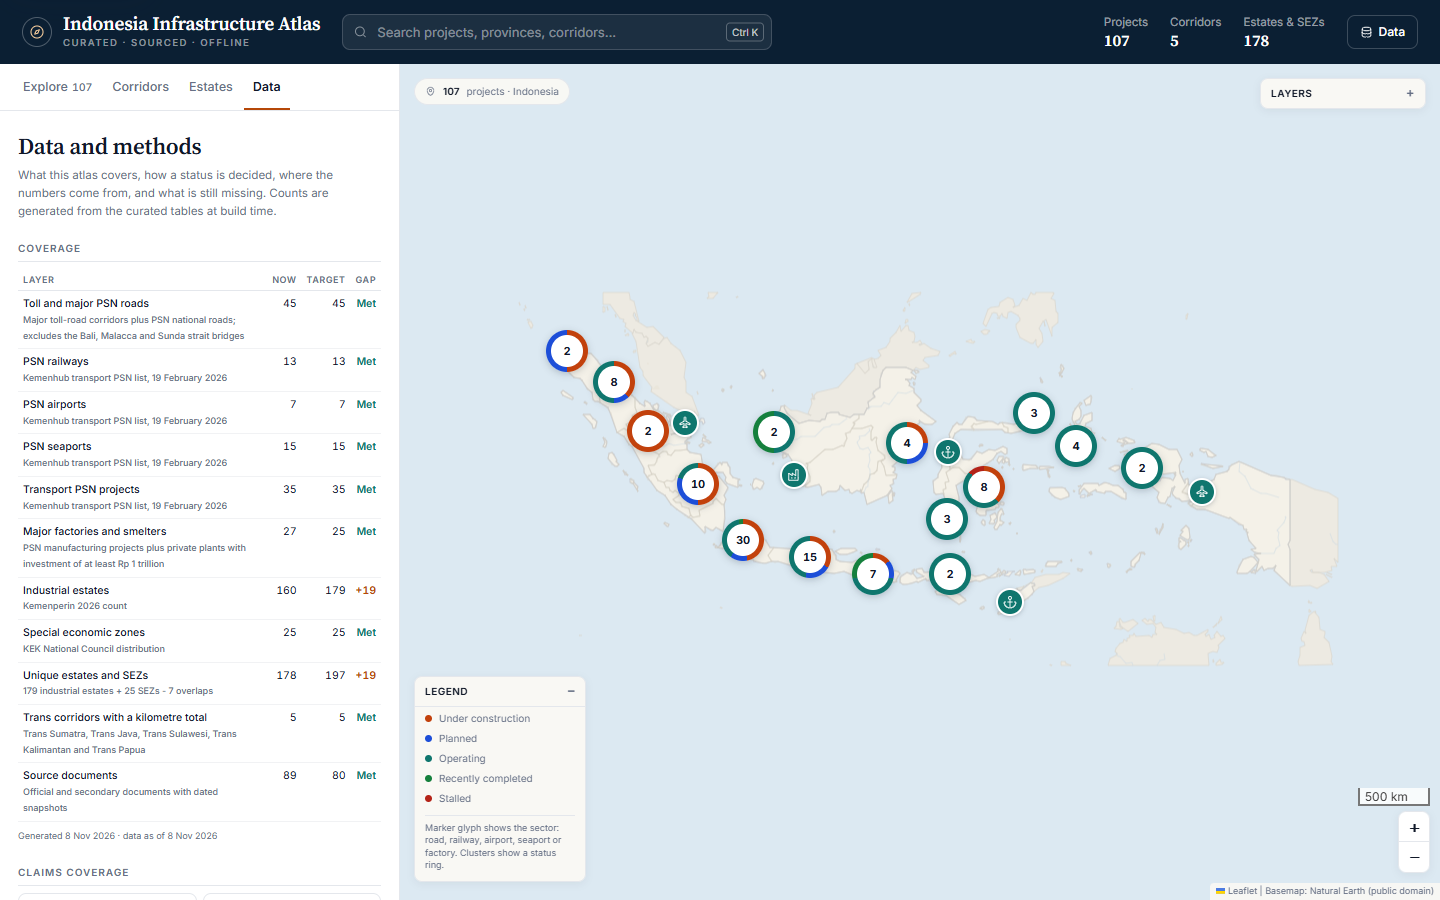 Indonesia Infrastructure Atlas
CURATED · SOURCED · OFFLINE
Search projects, provinces, corridors...
Ctrl K
Projects
107
Corridors
5
Estates & SEZs
178
Data
Explore 107
Corridors
Estates
Data
Data and methods
What this atlas covers, how a status is decided, where the
numbers come from, and what is still missing. Counts are
generated from the curated tables at build time.
COVERAGE
LAYER NOW TARGET GAP
Toll and major PSN roads 45 45 Met
Major toll-road corridors plus PSN national roads;
excludes the Bali, Malacca and Sunda strait bridges
PSN railways 13 13 Met
Kemenhub transport PSN list, 19 February 2026
PSN airports 7 7 Met
Kemenhub transport PSN list, 19 February 2026
PSN seaports 15 15 Met
Kemenhub transport PSN list, 19 February 2026
Transport PSN projects 35 35 Met
Kemenhub transport PSN list, 19 February 2026
Major factories and smelters 27 25 Met
PSN manufacturing projects plus private plants with
investment of at least Rp 1 trillion
Industrial estates 160 179 +19
Kemenperin 2026 count
Special economic zones 25 25 Met
KEK National Council distribution
Unique estates and SEZs 178 197 +19
179 industrial estates + 25 SEZs - 7 overlaps
Trans corridors with a kilometre total 5 5 Met
Trans Sumatra, Trans Java, Trans Sulawesi, Trans
Kalimantan and Trans Papua
Source documents 89 80 Met
Official and secondary documents with dated
snapshots
Generated 8 Nov 2026 · data as of 8 Nov 2026
CLAIMS COVERAGE
107 projects · Indonesia
LAYERS +
2
8
2
10
30
15
7
2
2
3
8
4
3
4
2
LEGEND −
Under construction
Planned
Operating
Recently completed
Stalled
Marker glyph shows the sector:
road, railway, airport, seaport or
factory. Clusters show a status
ring.
500 km
+
−
Leaflet | Basemap: Natural Earth (public domain)